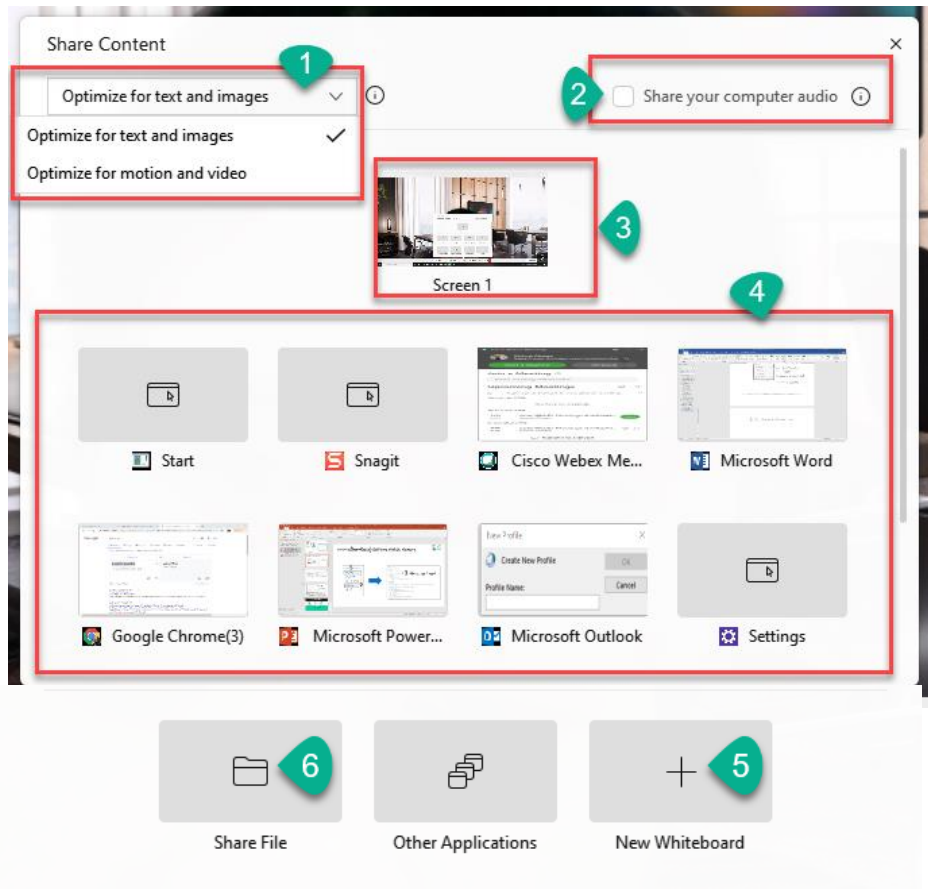 Share Content
1
Optimize for text and images
2
Share your computer audio
Optimize for text and images
Optimize for motion and video
3
Screen 1
4
Start
Snagit
Cisco Webex Me...
Microsoft Word
New Profile
Create New Profile
OK
Profile Name:
Cancel
Google Chrome(3)
Microsoft Power...
Microsoft Outlook
Settings
6
5
Share File
Other Applications
New Whiteboard